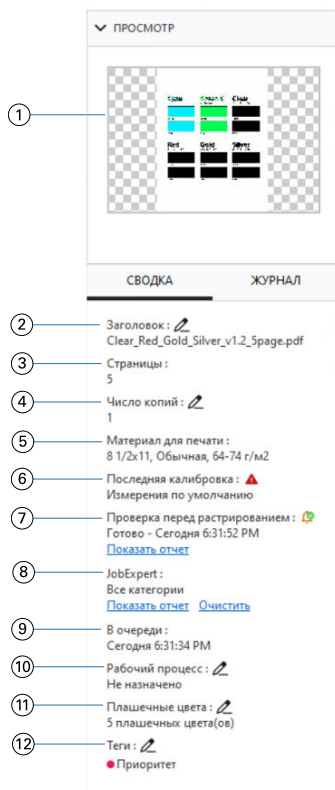 ПРОСМОТР
1
Cyan Green C Clear
Red Gold Silver
СВОДКА ЖУРНАЛ
2 Заголовок :
Clear_Red_Gold_Silver_v1.2_5page.pdf
3 Страницы :
5
4 Число копий :
1
5 Материал для печати :
8 1/2x11, Обычная, 64-74 г/м2
6 Последняя калибровка :
Измерения по умолчанию
7 Проверка перед растрированием :
Готово - Сегодня 6:31:52 PM
Показать отчет
8 JobExpert :
Все категории
Показать отчет Очистить
9 В очереди :
Сегодня 6:31:34 PM
10 Рабочий процесс :
Не назначено
11 Плашечные цвета :
5 плашечных цвета(ов)
12 Теги :
Приоритет